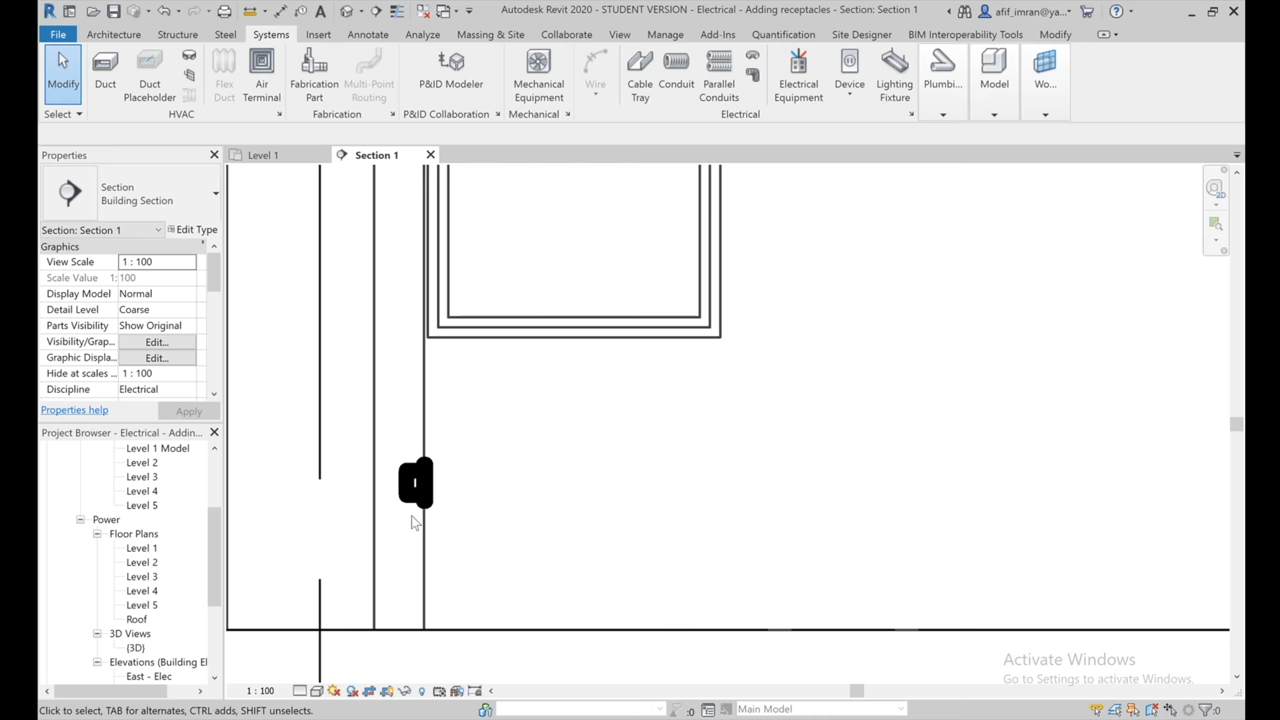 Autodesk Revit 2020 - STUDENT VERSION - Electrical - Adding receptacles - Section: Section 1
afif_imran@ya...
File Architecture Structure Steel Systems Insert Annotate Analyze Massing & Site Collaborate View Manage Add-Ins Quantification Site Designer BIM Interoperability Tools Modify
Modify Duct Duct Placeholder Flex Duct Air Terminal Fabrication Part Multi-Point Routing P&ID Modeler Mechanical Equipment Wire Cable Tray Conduit Parallel Conduits Electrical Equipment Device Lighting Fixture Plumbi... Model Wo...
Select HVAC Fabrication P&ID Collaboration Mechanical Electrical
Properties
Level 1 Section 1
Section
Building Section
Section: Section 1 Edit Type
Graphics
View Scale 1 : 100
Scale Value 1: 100
Display Model Normal
Detail Level Coarse
Parts Visibility Show Original
Visibility/Grap... Edit...
Graphic Displa... Edit...
Hide at scales ... 1 : 100
Discipline Electrical
Properties help Apply
Project Browser - Electrical - Addin...
Level 1 Model
Level 2
Level 3
Level 4
Level 5
Power
Floor Plans
Level 1
Level 2
Level 3
Level 4
Level 5
Roof
3D Views
{3D}
Elevations (Building El
East - Elec
2D
Activate Windows
Go to Settings to activate Windows.
1 : 100
Click to select, TAB for alternates, CTRL adds, SHIFT unselects.
:0 Main Model :0